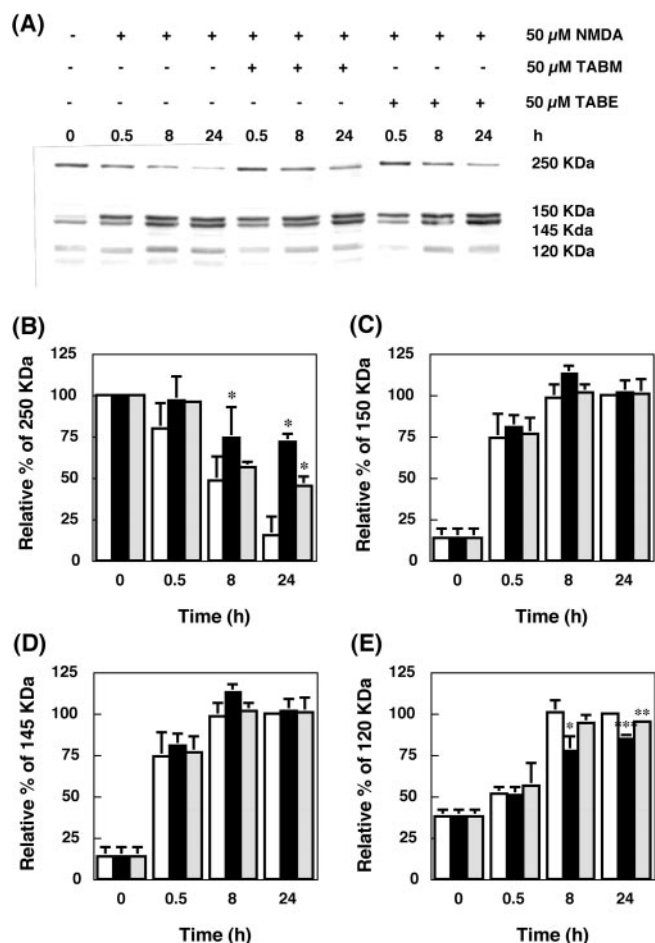 (A)
- + + + + + + + + + 50 µM NMDA
- - - - + + + - - - 50 µM TABM
- - - - - - - + + + 50 µM TABE
0 0.5 8 24 0.5 8 24 0.5 8 24 h
250 KDa
150 KDa
145 Kda
120 KDa
(B)
Relative % of 250 KDa
125
100
75
50
25
0
* * *
0 0.5 8 24
Time (h)
(C)
Relative % of 150 KDa
125
100
75
50
25
0
0 0.5 8 24
Time (h)
(D)
Relative % of 145 KDa
125
100
75
50
25
0
0 0.5 8 24
Time (h)
(E)
Relative % of 120 KDa
125
100
75
50
25
0
* *** **
0 0.5 8 24
Time (h)